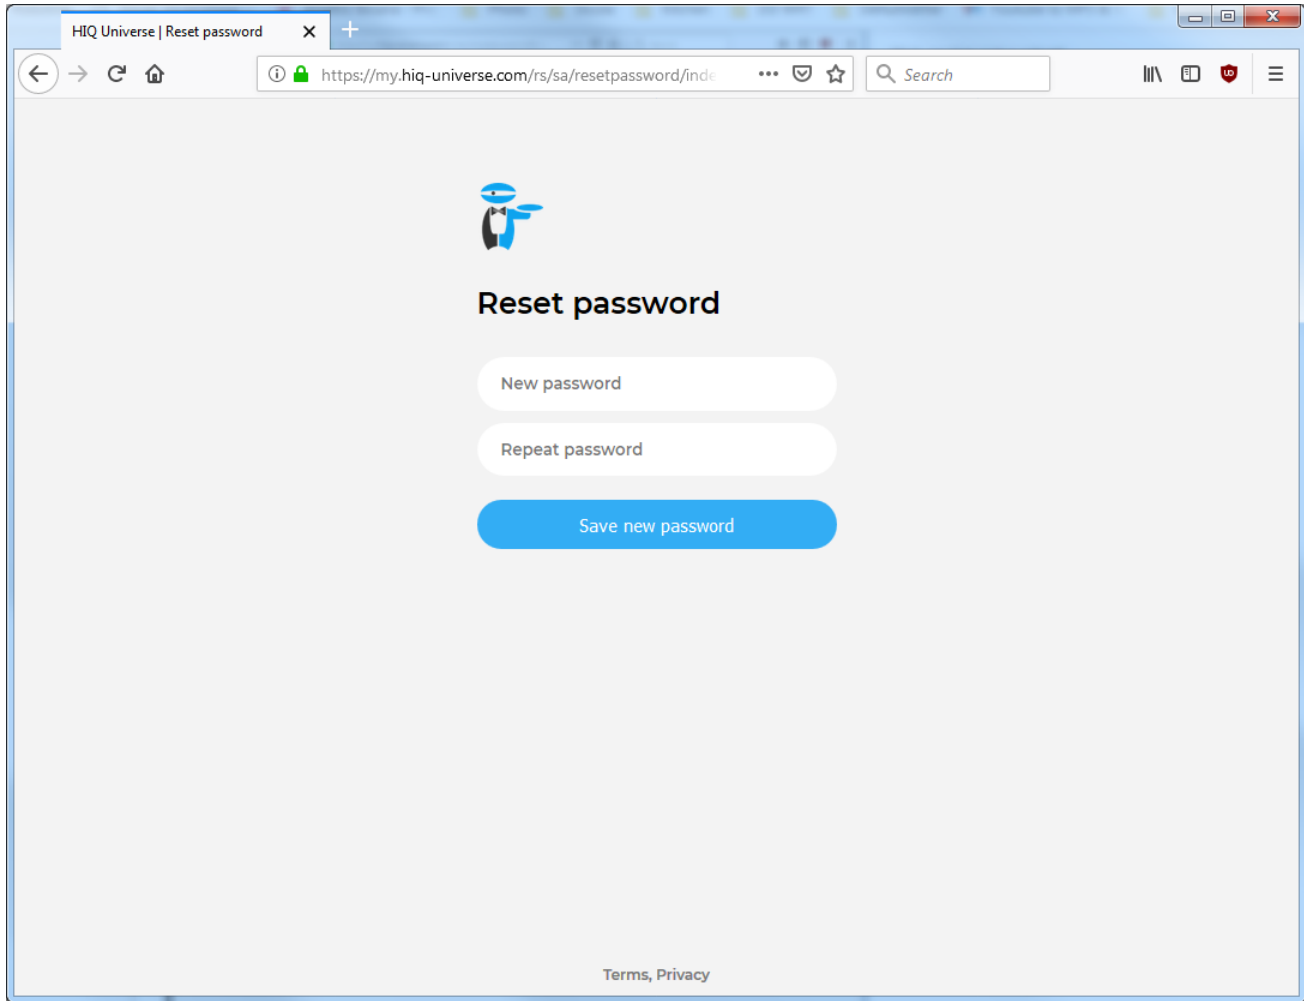 HIQ Universe | Reset password
https://my.hiq-universe.com/rs/sa/resetpassword/inde
Search
Reset password
New password
Repeat password
Save new password
Terms, Privacy